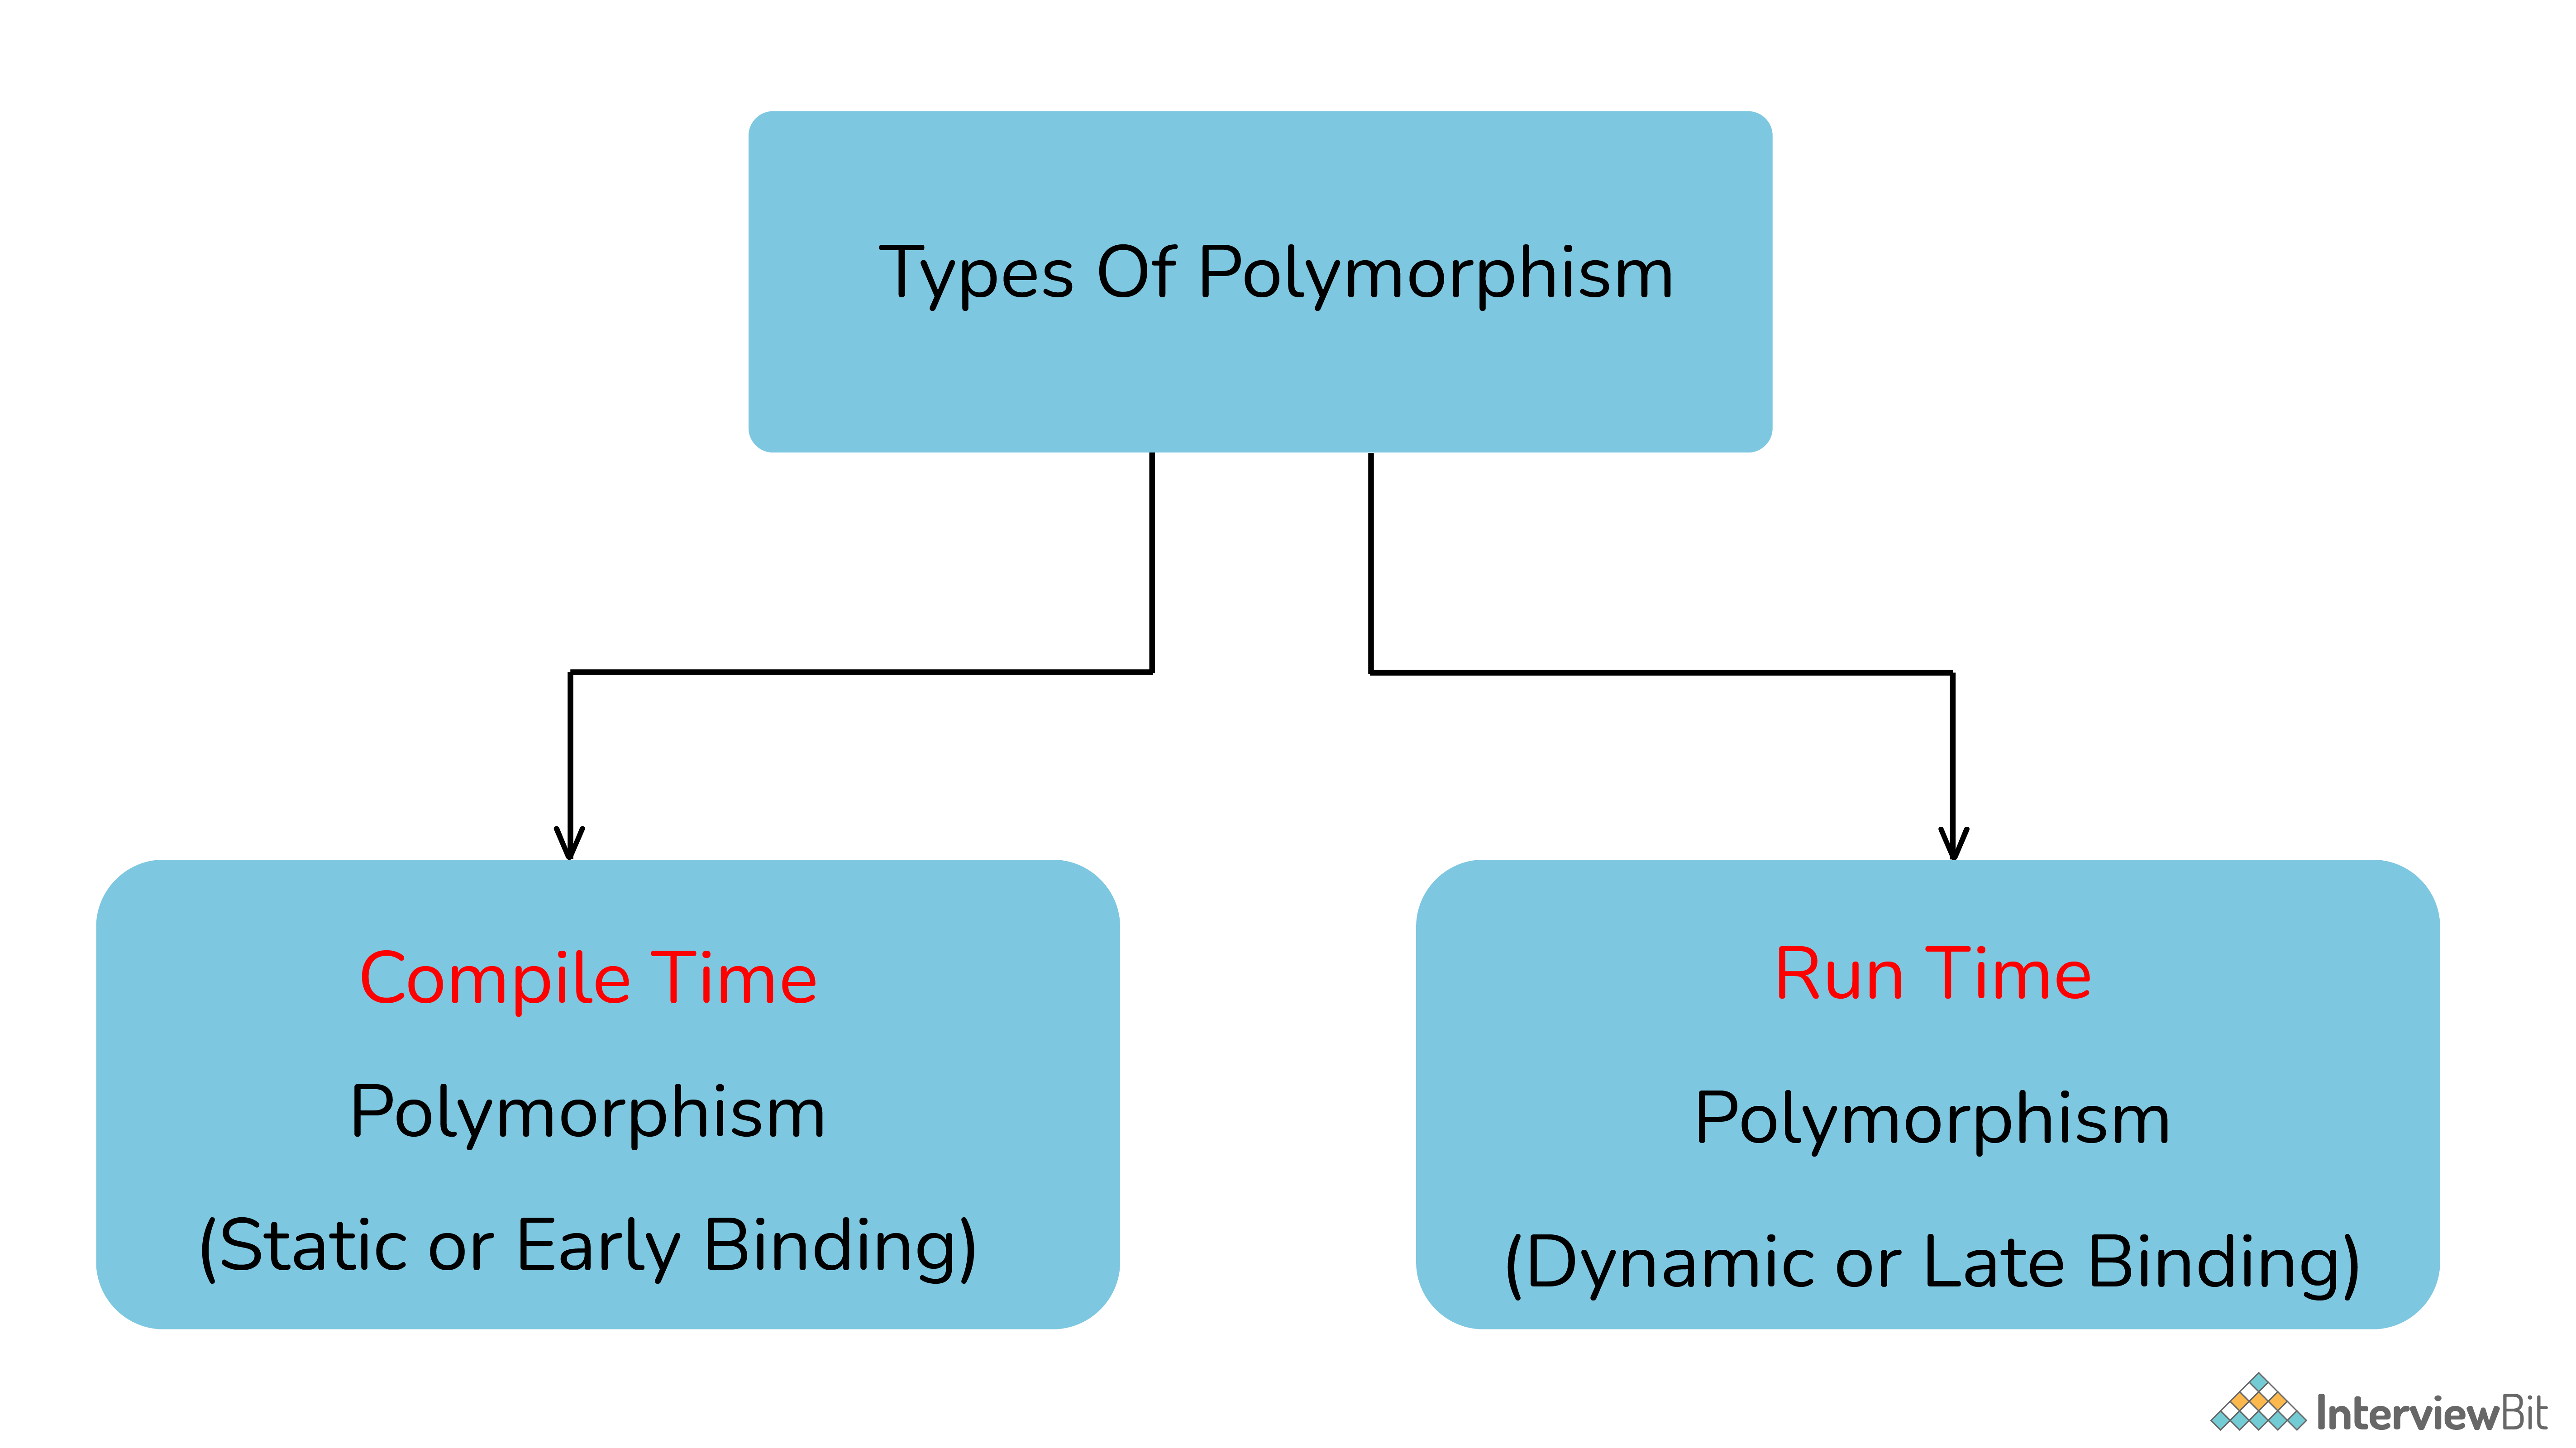 Types Of Polymorphism
Compile Time
Polymorphism
(Static or Early Binding)
Run Time
Polymorphism
(Dynamic or Late Binding)
InterviewBit